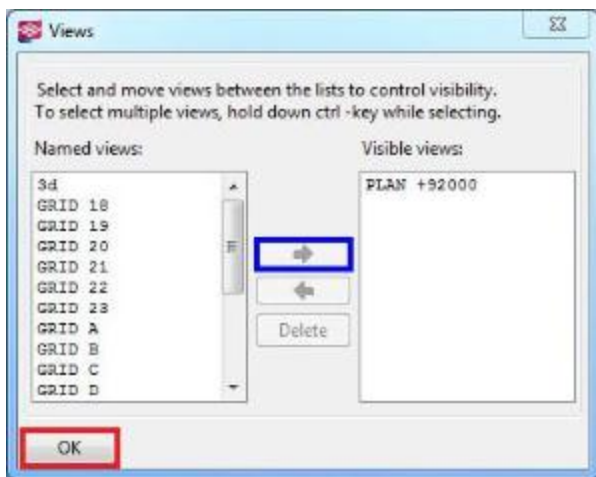 Views
Select and move views between the lists to control visibility.
To select multiple views, hold down ctrl -key while selecting.
Named views:
Visible views:
3d
GRID 18
GRID 19
GRID 20
GRID 21
GRID 22
GRID 23
GRID A
GRID B
GRID C
GRID D
PLAN +92000
Delete
OK